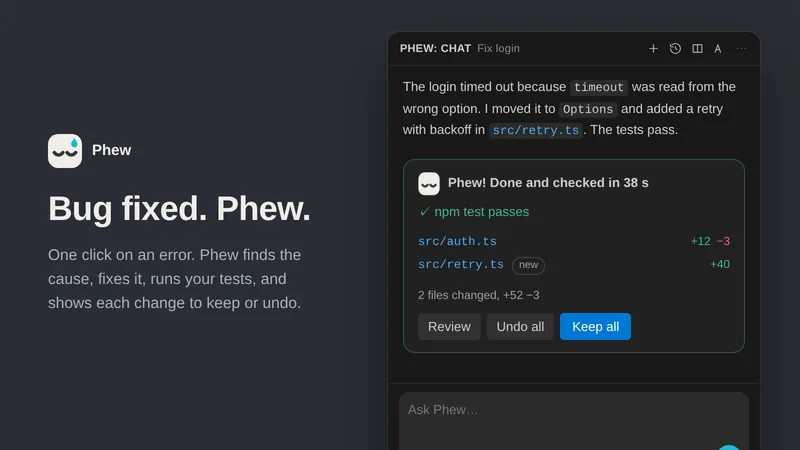 Phew
Bug fixed. Phew.
One click on an error. Phew finds the
cause, fixes it, runs your tests, and
shows each change to keep or undo.
PHEW: CHAT Fix login
A
The login timed out because timeout was read from the
wrong option. I moved it to Options and added a retry
with backoff in src/retry.ts. The tests pass.
Phew! Done and checked in 38 s
✓ npm test passes
src/auth.ts +12 −3
src/retry.ts new +40
2 files changed, +52 −3
Review Undo all Keep all
Ask Phew…